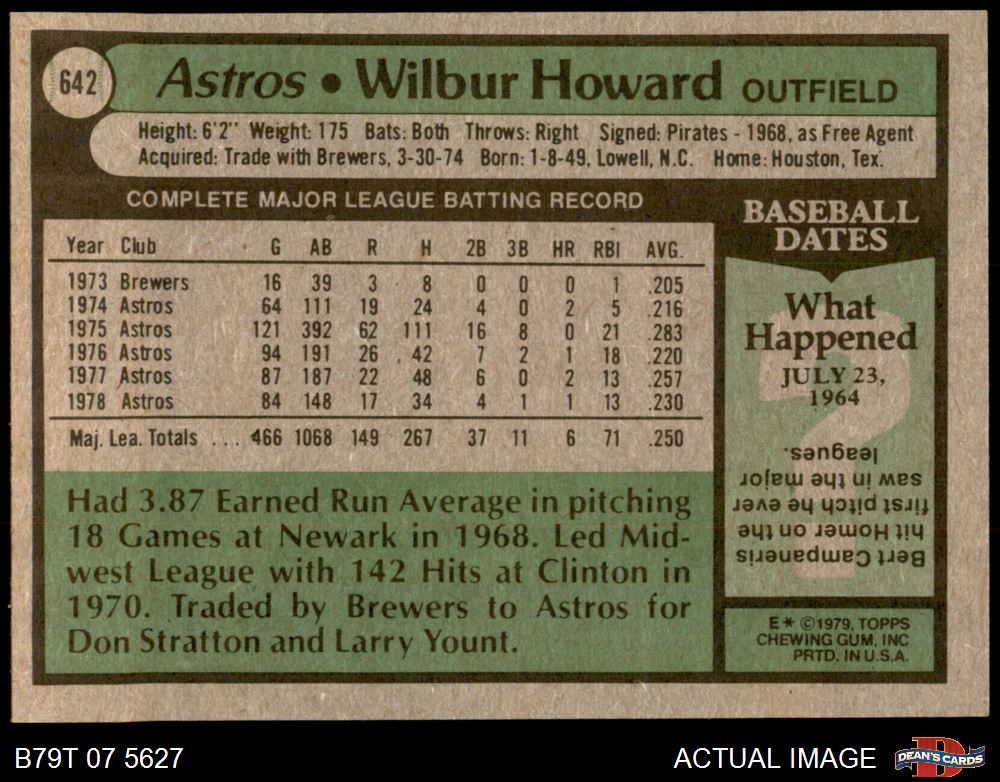 642
Astros • Wilbur Howard OUTFIELD
Height: 6'2" Weight: 175 Bats: Both Throws: Right Signed: Pirates - 1968, as Free Agent
Acquired: Trade with Brewers, 3-30-74 Born: 1-8-49, Lowell, N.C. Home: Houston, Tex.
COMPLETE MAJOR LEAGUE BATTING RECORD
Year Club G AB R H 2B 3B HR RBI AVG.
1973 Brewers 16 39 3 8 0 0 0 1 .205
1974 Astros 64 111 19 24 4 0 2 5 .216
1975 Astros 121 392 62 111 16 8 0 21 .283
1976 Astros 94 191 26 42 7 2 1 18 .220
1977 Astros 87 187 22 48 6 0 2 13 .257
1978 Astros 84 148 17 34 4 1 1 13 .230
Maj. Lea. Totals ... 466 1068 149 267 37 11 6 71 .250
Had 3.87 Earned Run Average in pitching
18 Games at Newark in 1968. Led Mid-
west League with 142 Hits at Clinton in
1970. Traded by Brewers to Astros for
Don Stratton and Larry Yount.
BASEBALL
DATES
What
Happened
JULY 23,
1964
?
Bert Campaneris
hit Homer on the
first pitch he ever
saw in the major
leagues.
E* ©1979, TOPPS
CHEWING GUM, INC
PRTD. IN U.S.A.
B79T 07 5627
ACTUAL IMAGE
D
DEAN'S CARDS